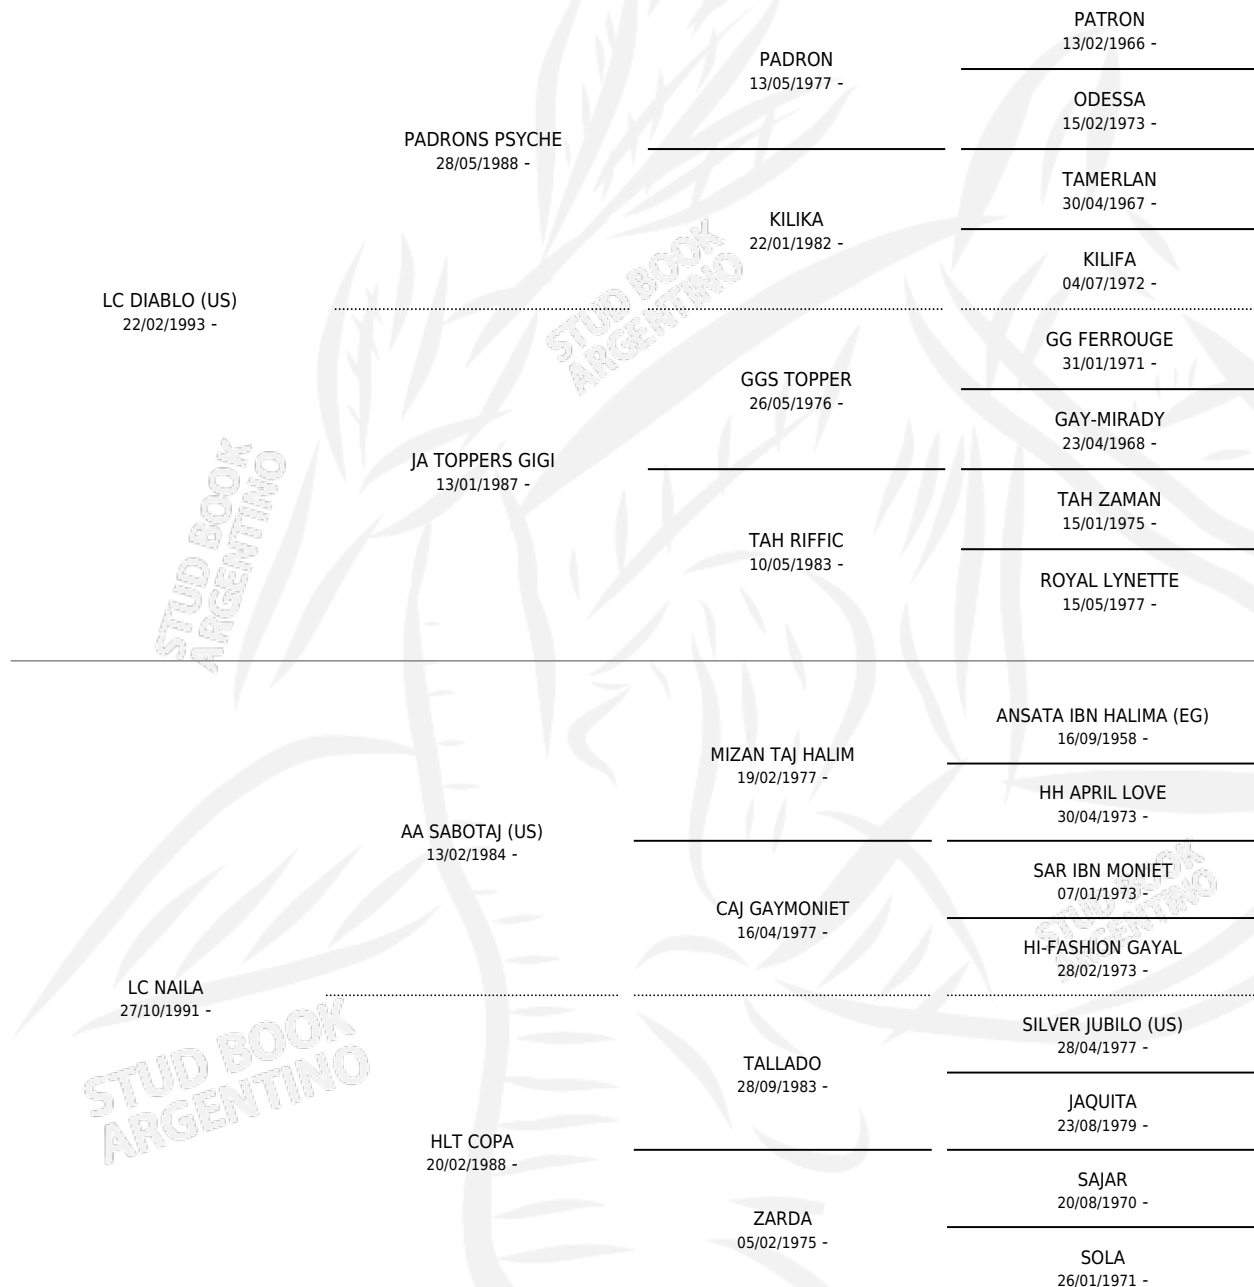 PATRON
13/02/1966 -
PADRON
13/05/1977 -
ODESSA
15/02/1973 -
PADRONS PSYCHE
28/05/1988 -
TAMERLAN
30/04/1967 -
KILIKA
22/01/1982 -
KILIFA
04/07/1972 -
LC DIABLO (US)
22/02/1993 -
GG FERROUGE
31/01/1971 -
GGS TOPPER
26/05/1976 -
GAY-MIRADY
23/04/1968 -
JA TOPPERS GIGI
13/01/1987 -
TAH ZAMAN
15/01/1975 -
TAH RIFFIC
10/05/1983 -
ROYAL LYNETTE
15/05/1977 -
ANSATA IBN HALIMA (EG)
16/09/1958 -
MIZAN TAJ HALIM
19/02/1977 -
HH APRIL LOVE
30/04/1973 -
AA SABOTAJ (US)
13/02/1984 -
SAR IBN MONIET
07/01/1973 -
CAJ GAYMONIET
16/04/1977 -
HI-FASHION GAYAL
28/02/1973 -
LC NAILA
27/10/1991 -
SILVER JUBILO (US)
28/04/1977 -
TALLADO
28/09/1983 -
JAQUITA
23/08/1979 -
HLT COPA
20/02/1988 -
SAJAR
20/08/1970 -
ZARDA
05/02/1975 -
SOLA
26/01/1971 -
STUD BOOK
ARGENTINO
STUD BOOK
ARGENTINO
STUD BOOK
ARGENTINO
STUD BOOK
ARGENTINO